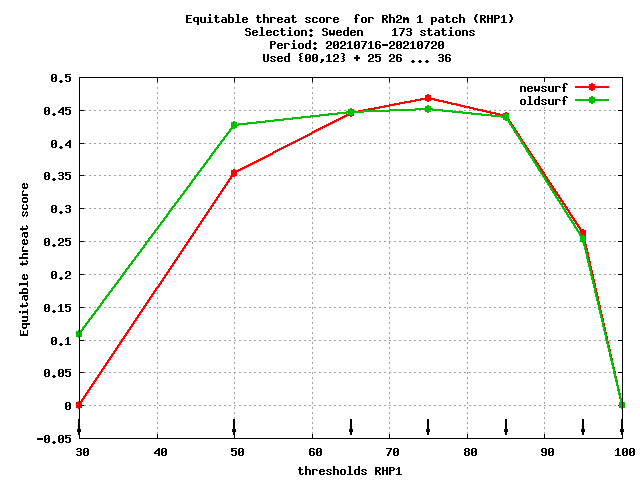 Equitable threat score  for Rh2m 1 patch (RHP1)
Selection: Sweden    173 stations
Period: 20210716-20210720
Used {00,12} + 25 26 ... 36
newsurf
oldsurf
Equitable threat score
0.5
0.45
0.4
0.35
0.3
0.25
0.2
0.15
0.1
0.05
0
-0.05
30 40 50 60 70 80 90 100
thresholds RHP1